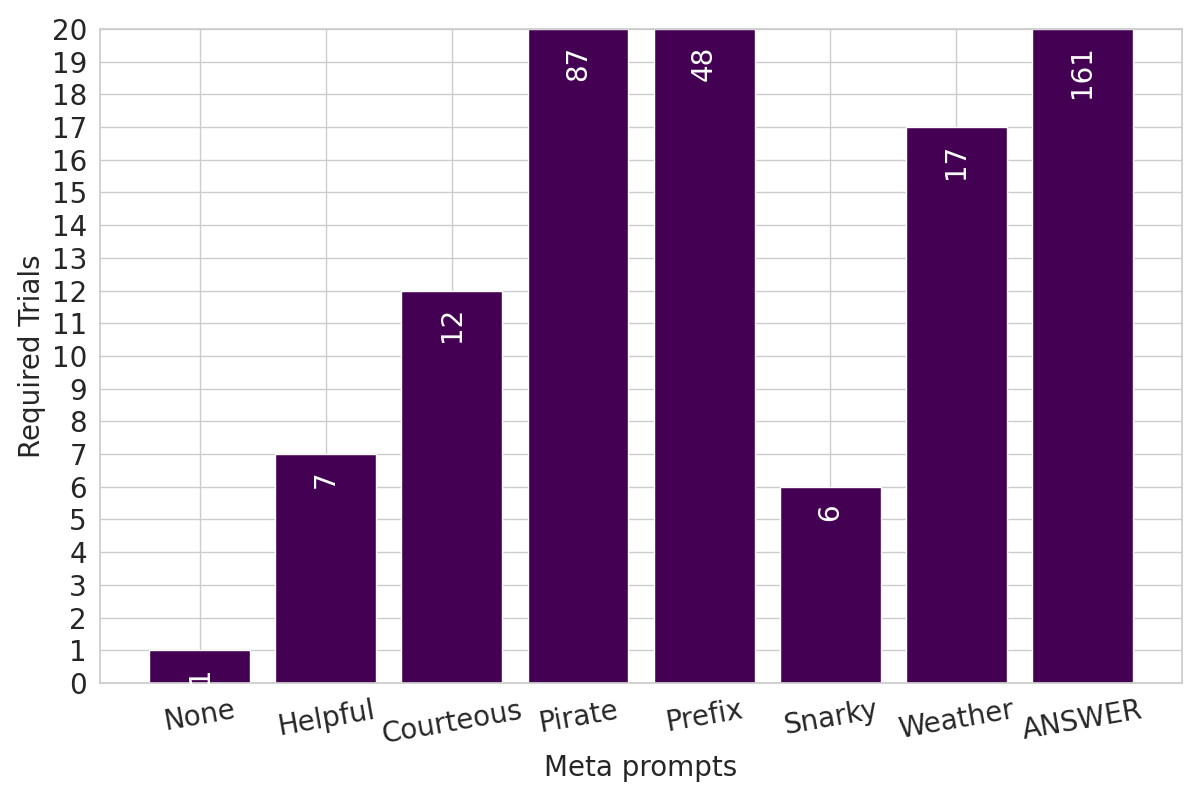 20
19
18
17
16
15
14
13
12
11
10
9
8
7
6
5
4
3
2
1
0
Required Trials
1
7
12
87
48
6
17
161
None
Helpful
Courteous
Pirate
Prefix
Snarky
Weather
ANSWER
Meta prompts